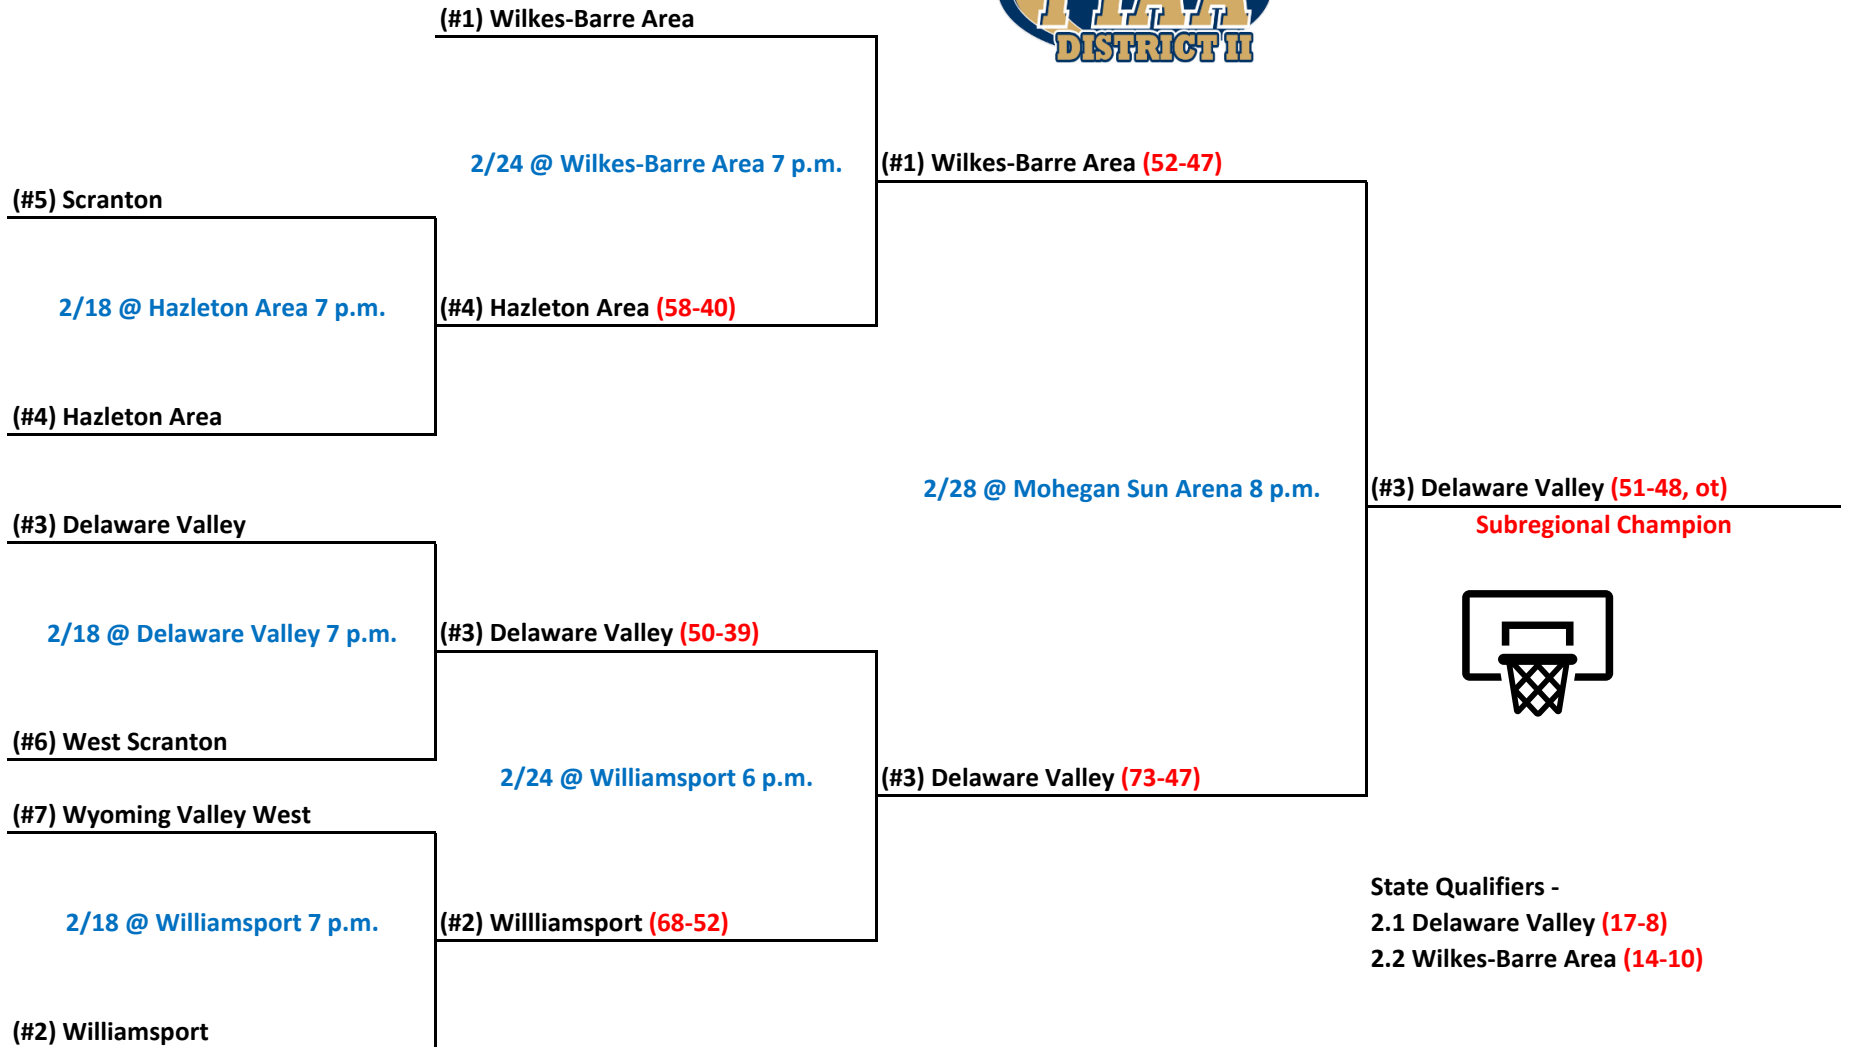 (#1) Wilkes-Barre Area
DISTRICT II
2/24 @ Wilkes-Barre Area 7 p.m.
(#1) Wilkes-Barre Area (52-47)
(#5) Scranton
2/18 @ Hazleton Area 7 p.m.
(#4) Hazleton Area (58-40)
(#4) Hazleton Area
2/28 @ Mohegan Sun Arena 8 p.m.
(#3) Delaware Valley (51-48, ot)
Subregional Champion
(#3) Delaware Valley
2/18 @ Delaware Valley 7 p.m.
(#3) Delaware Valley (50-39)
(#6) West Scranton
2/24 @ Williamsport 6 p.m.
(#3) Delaware Valley (73-47)
(#7) Wyoming Valley West
2/18 @ Williamsport 7 p.m.
(#2) Willliamsport (68-52)
(#2) Williamsport
State Qualifiers -
2.1 Delaware Valley (17-8)
2.2 Wilkes-Barre Area (14-10)